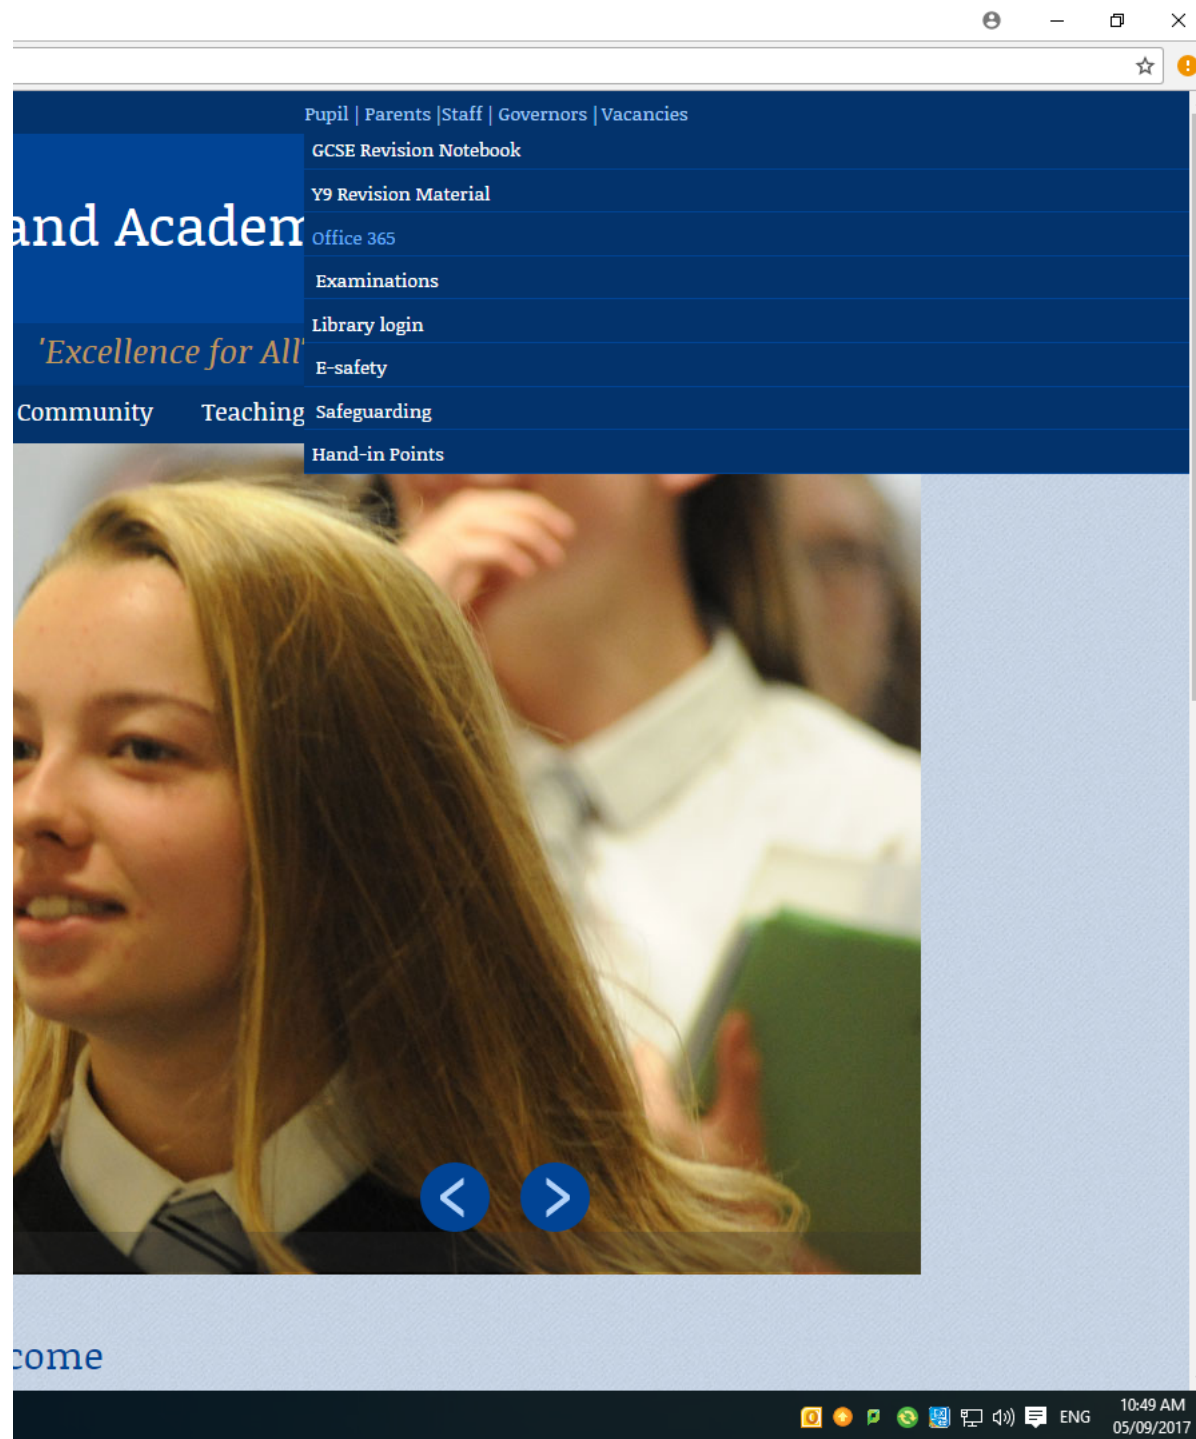 Pupil | Parents |Staff | Governors | Vacancies
GCSE Revision Notebook
Y9 Revision Material
Office 365
Examinations
Library login
E-safety
Safeguarding
Hand-in Points
and Academ
'Excellence for All'
Community Teaching
< >
come
ENG 10:49 AM
05/09/2017